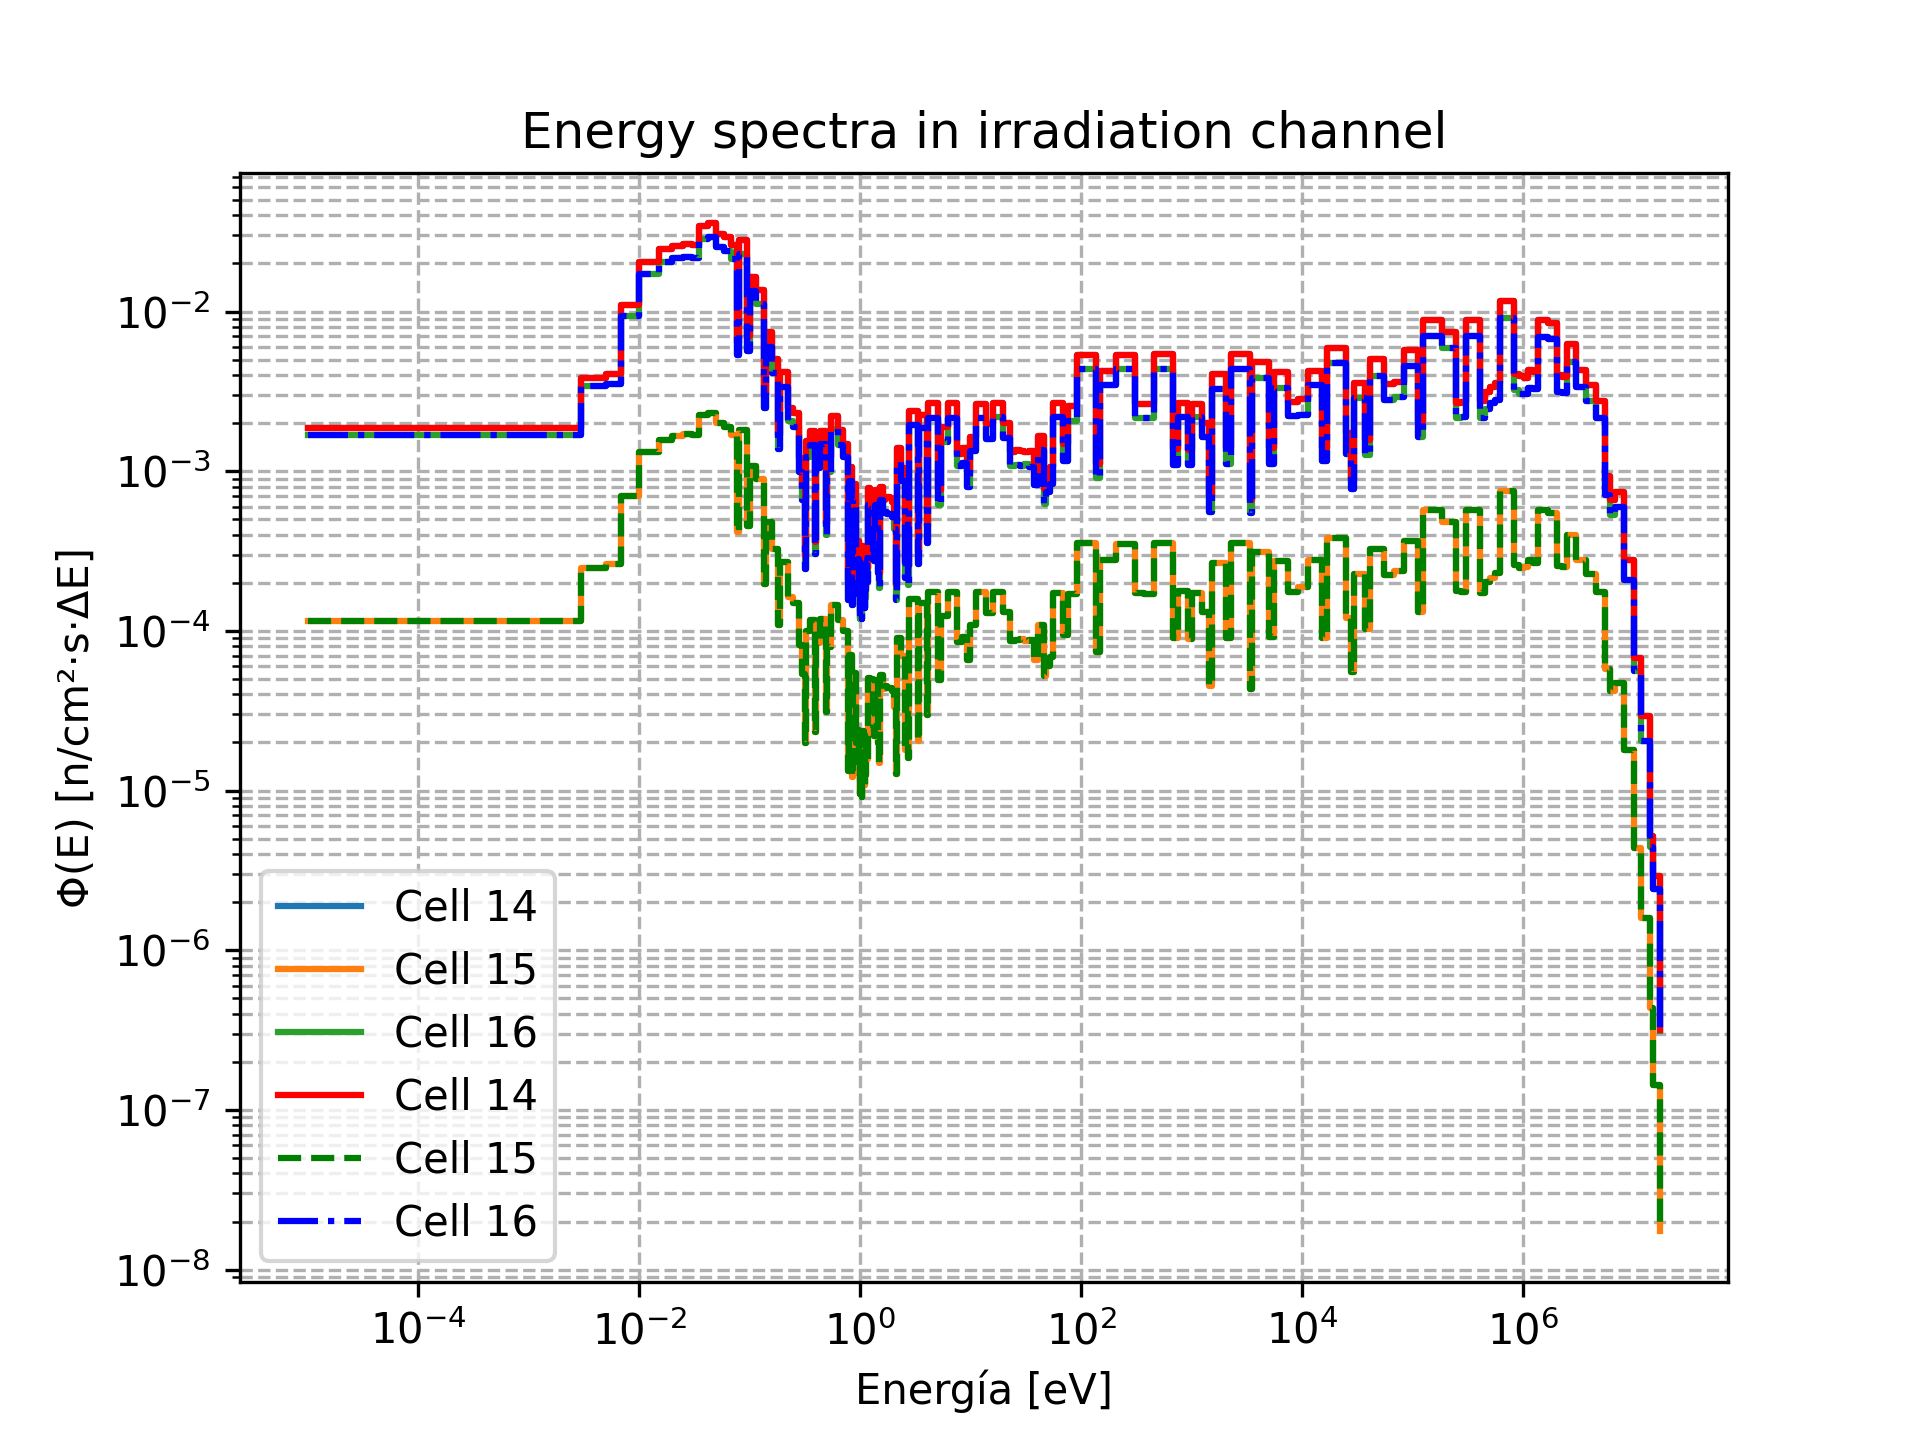 Energy spectra in irradiation channel
Φ(E) [n/cm²·s·ΔE]
10⁻²
10⁻³
10⁻⁴
10⁻⁵
10⁻⁶
10⁻⁷
10⁻⁸
Cell 14
Cell 15
Cell 16
Cell 14
Cell 15
Cell 16
10⁻⁴ 10⁻² 10⁰ 10² 10⁴ 10⁶
Energía [eV]